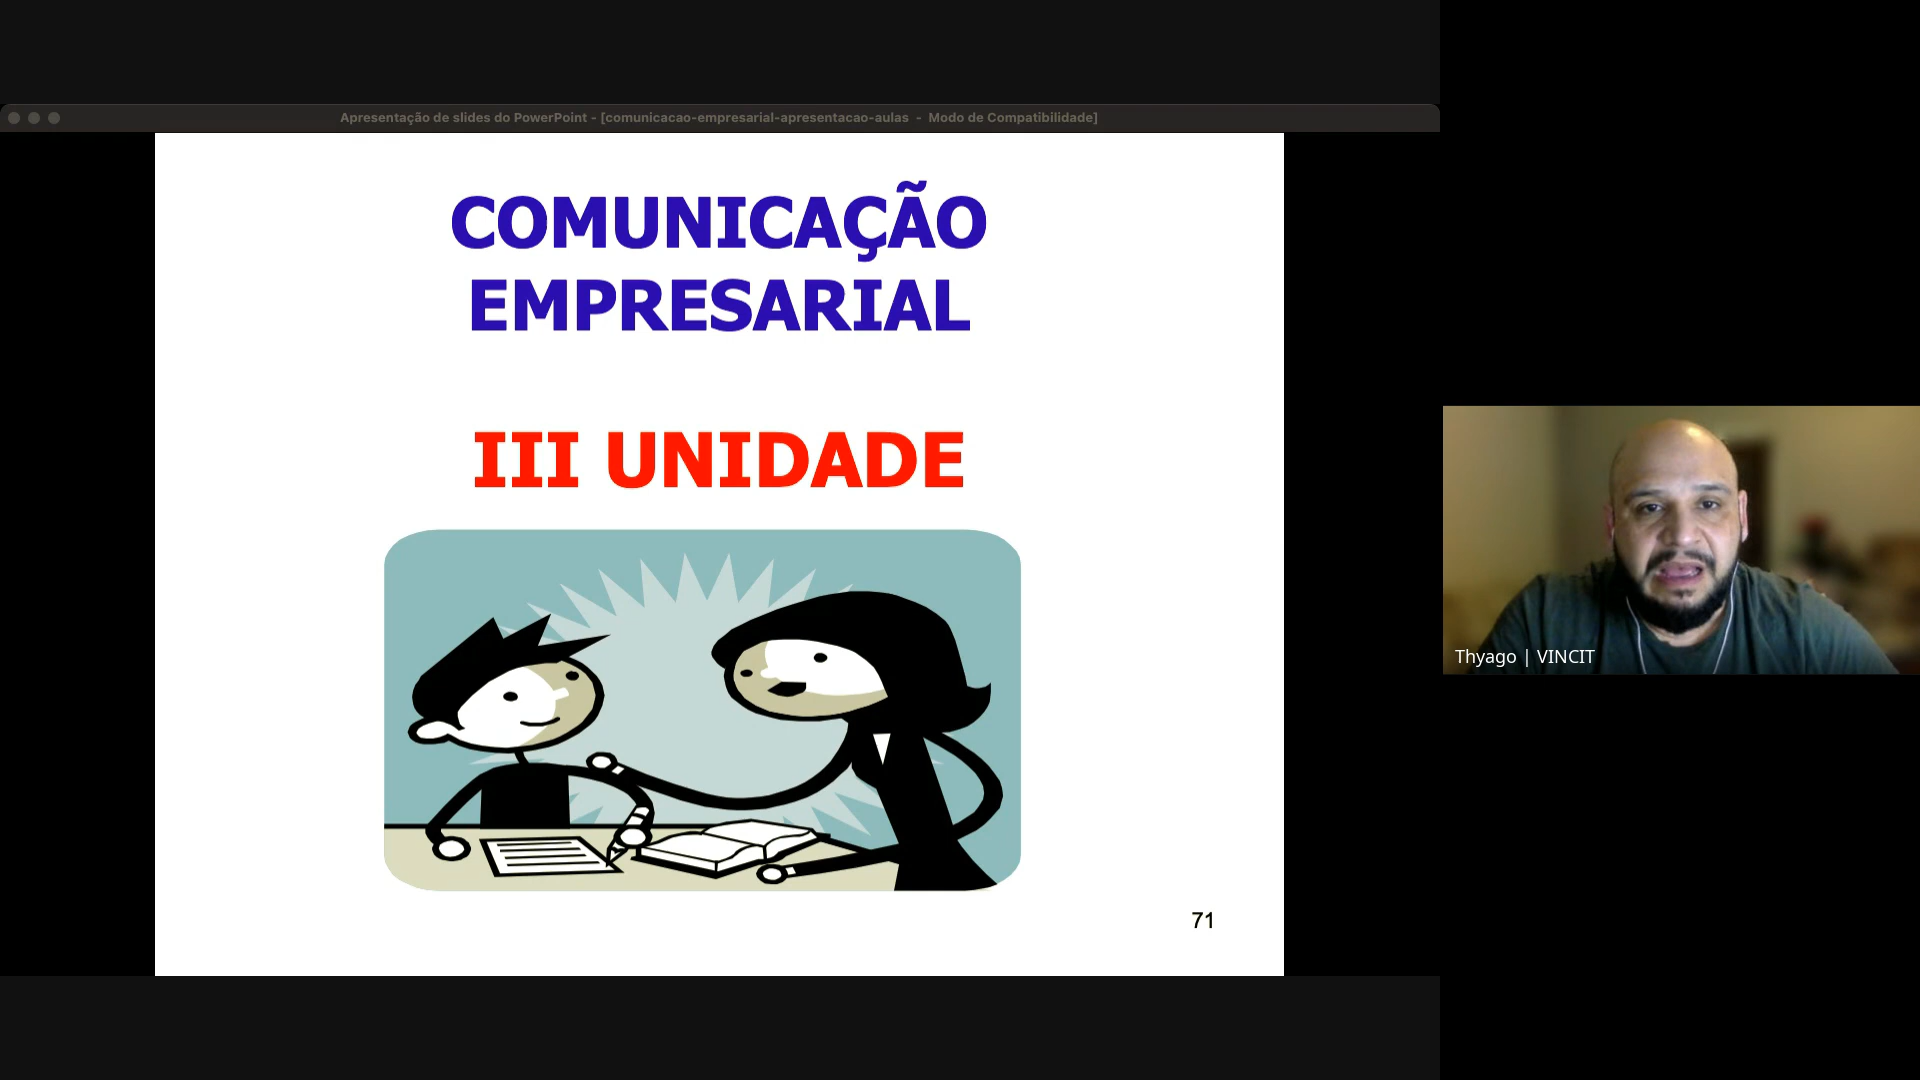 Apresentação de slides do PowerPoint - [comunicacao-empresarial-apresentacao-aulas - Modo de Compatibilidade]
COMUNICAÇÃO
EMPRESARIAL
III UNIDADE
71
Thyago | VINCIT